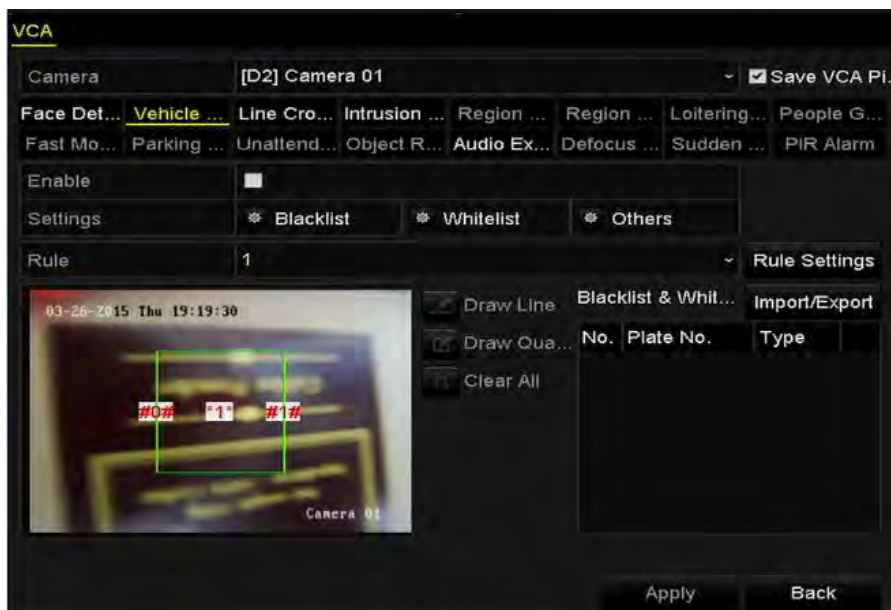 VCA
Camera [D2] Camera 01 Save VCA Pi.
Face Det... Vehicle ... Line Cro... Intrusion ... Region ... Region ... Loitering... People G...
Fast Mo... Parking ... Unattend... Object R... Audio Ex... Defocus ... Sudden ... PIR Alarm
Enable
Settings Blacklist Whitelist Others
Rule 1 Rule Settings
03-26-2015 Thu 19:19:30
#0# *1* #1#
Camera 01
Draw Line
Draw Qua...
Clear All
Blacklist & Whit... Import/Export
No. Plate No. Type
Apply Back